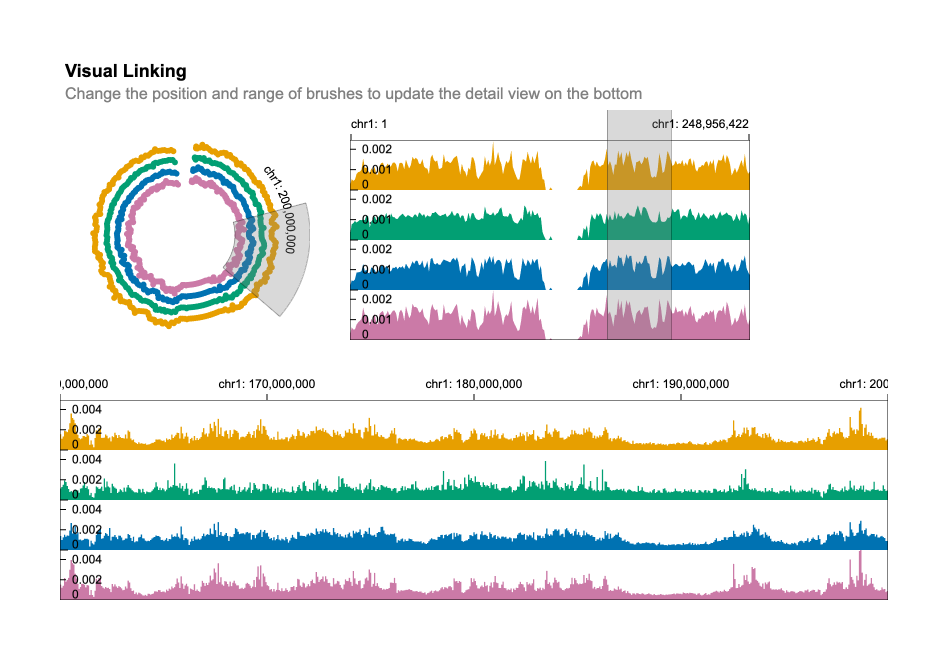 Visual Linking
Change the position and range of brushes to update the detail view on the bottom
chr1: 200,000,000
chr1: 1
chr1: 248,956,422
0.002
0.001
0
0.002
0.001
0
0.002
0.001
0
0.002
0.001
0
0,000,000
chr1: 170,000,000
chr1: 180,000,000
chr1: 190,000,000
chr1: 200
0.004
0.002
0
0.004
0.002
0
0.004
0.002
0
0.004
0.002
0